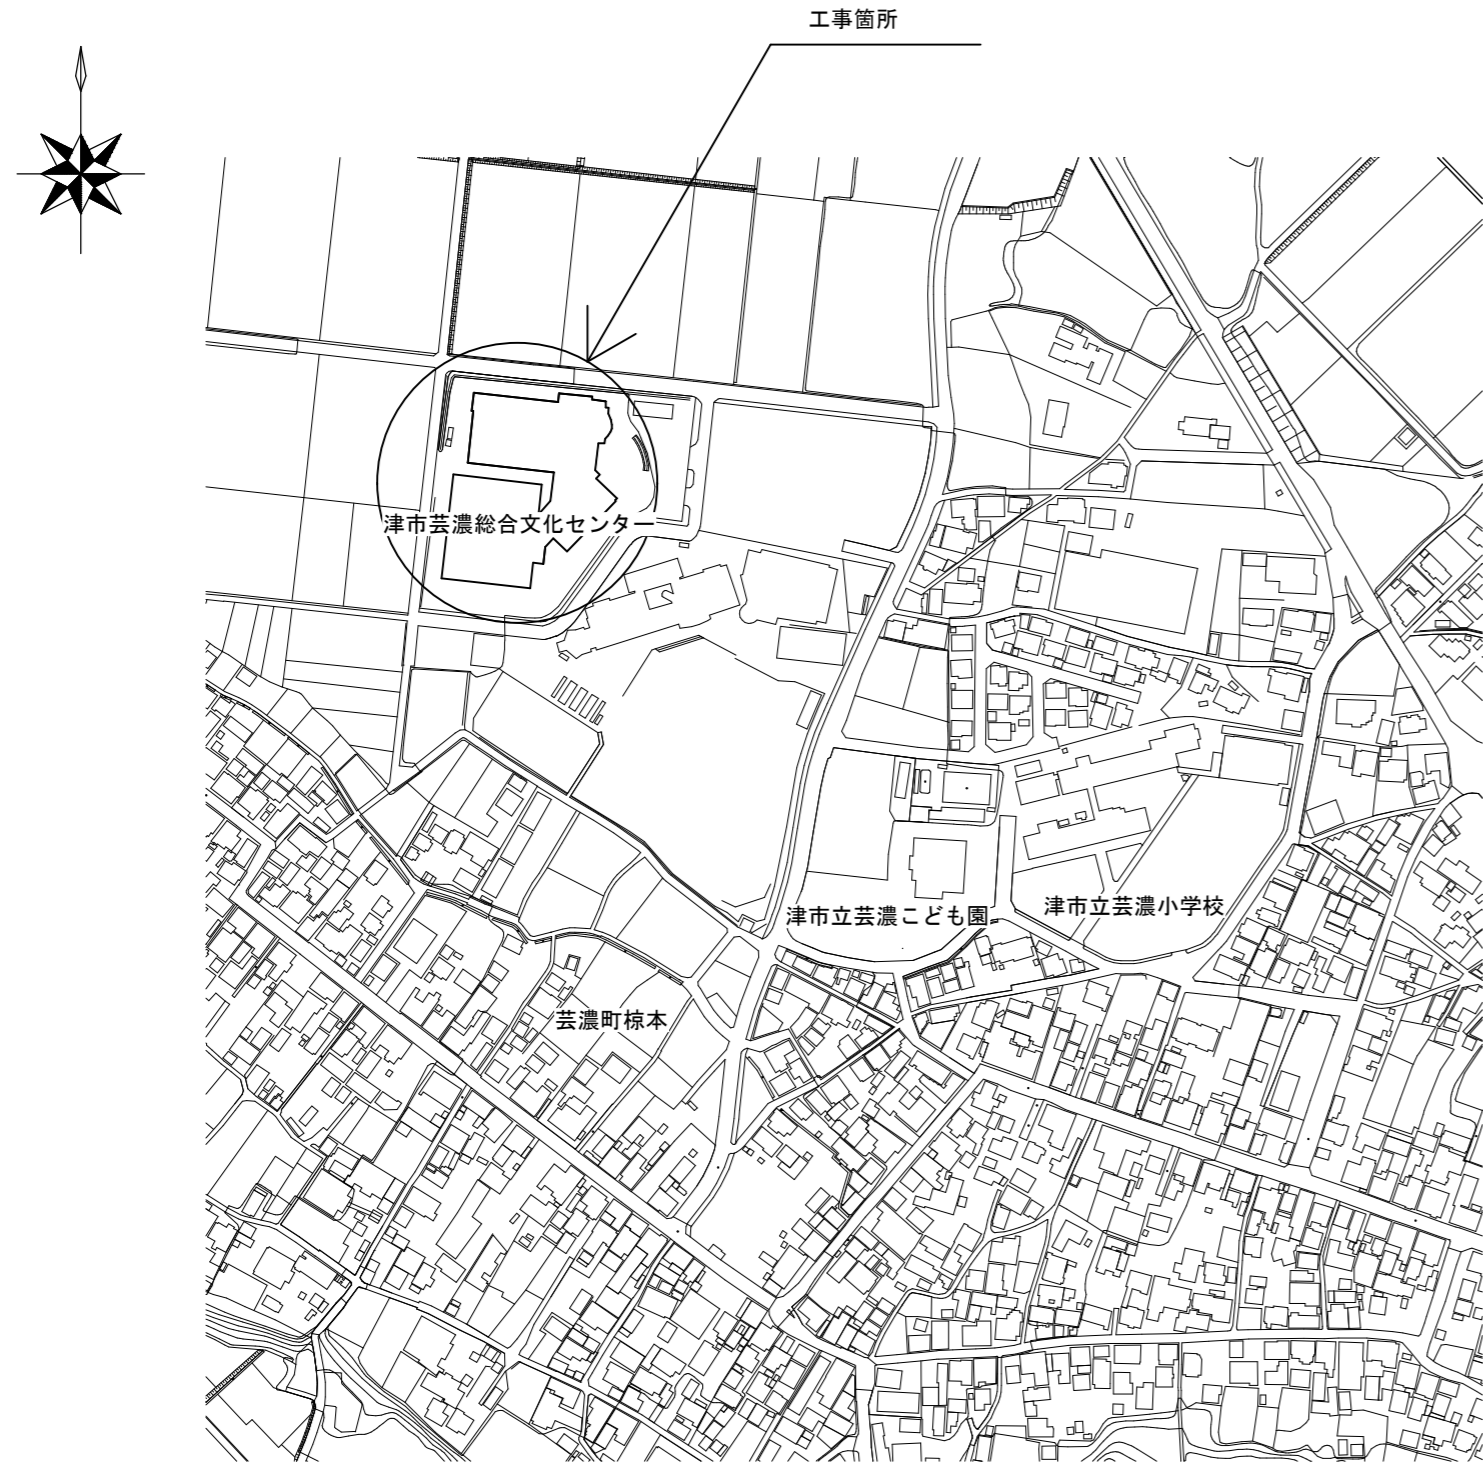 工事箇所
津市芸濃総合文化センター
津市立芸濃こども園
津市立芸濃小学校
芸濃町椋本